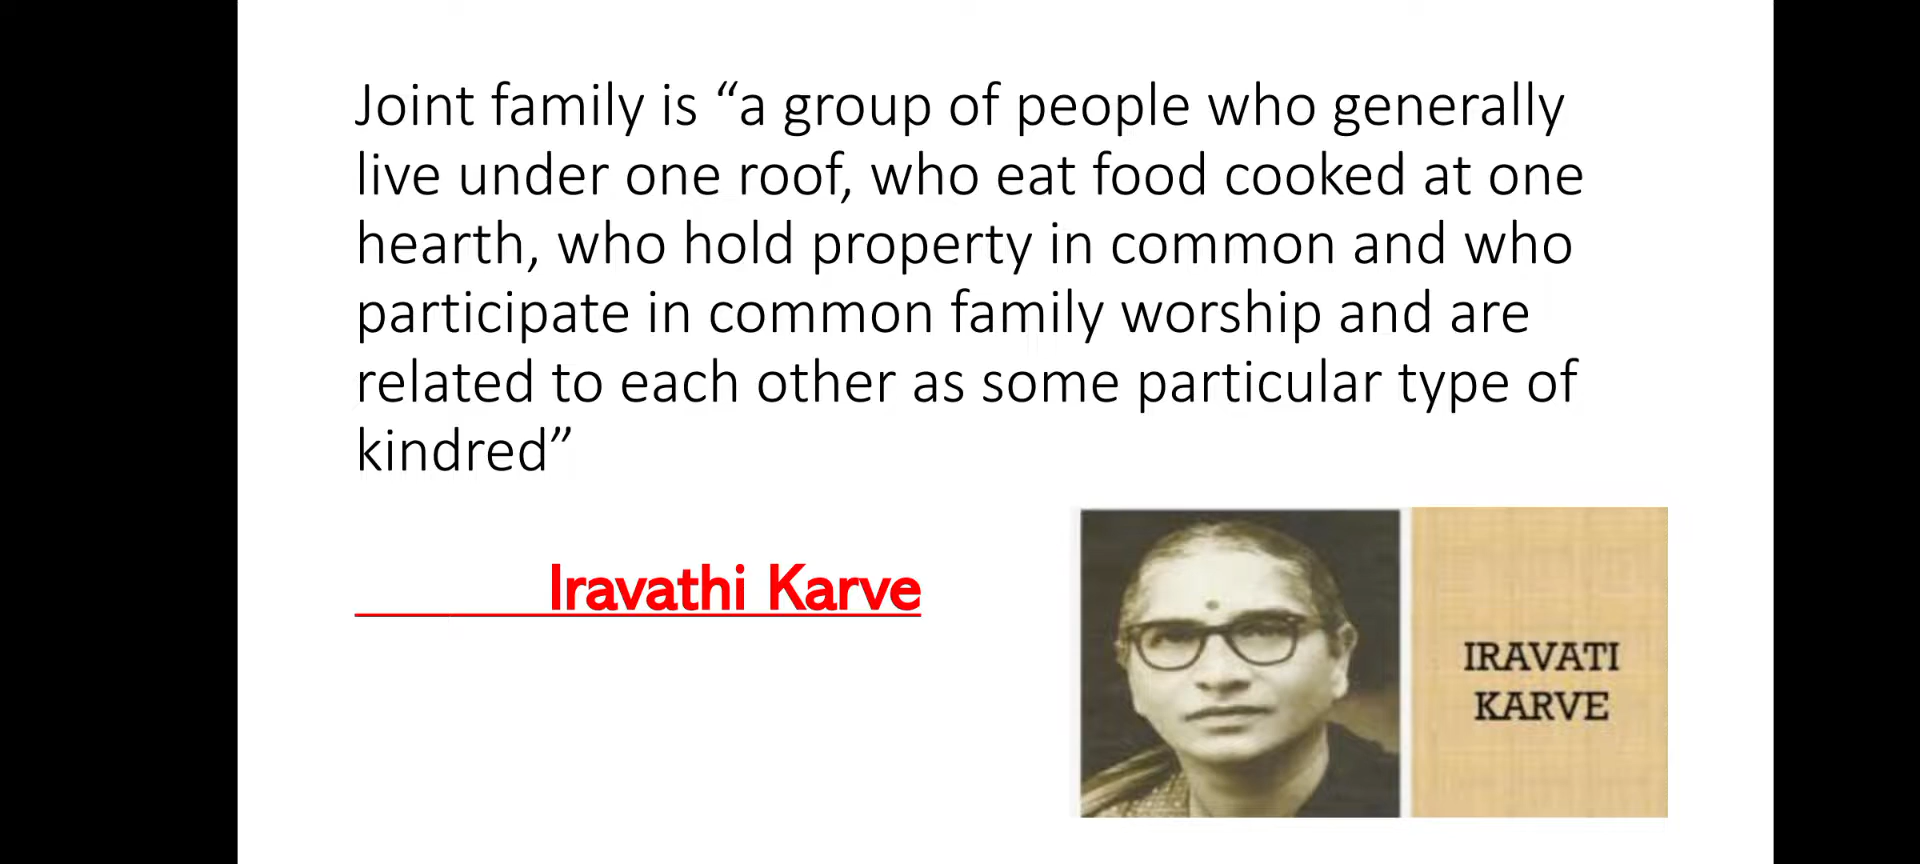 Joint family is “a group of people who generally
live under one roof, who eat food cooked at one
hearth, who hold property in common and who
participate in common family worship and are
related to each other as some particular type of
kindred”
Iravathi Karve
IRAVATI
KARVE